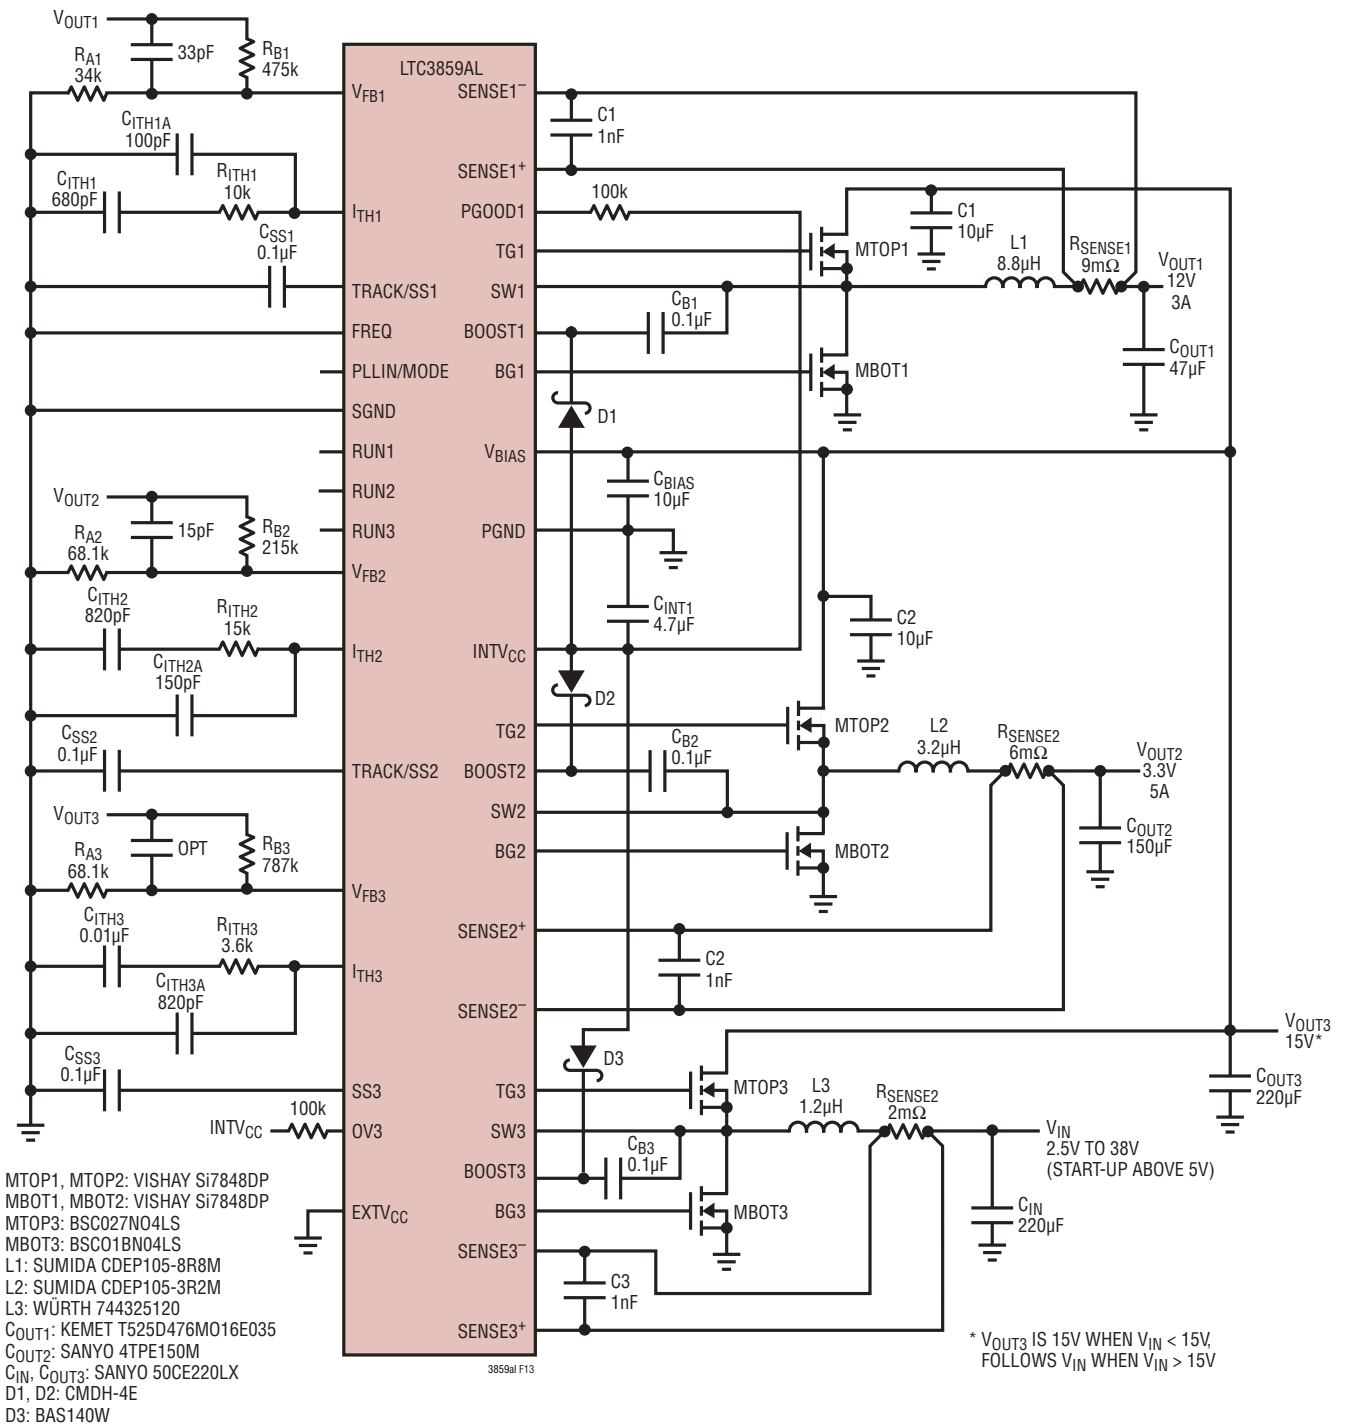 VOUT1
33pF
RB1
475k
RA1
34k
CITH1A
100pF
CITH1
680pF
RITH1
10k
CSS1
0.1µF
VOUT2
15pF
RB2
215k
RA2
68.1k
CITH2
820pF
RITH2
15k
CITH2A
150pF
CSS2
0.1µF
VOUT3
OPT
RB3
787k
RA3
68.1k
CITH3
0.01µF
RITH3
3.6k
CITH3A
820pF
CSS3
0.1µF
INTVCC
100k
LTC3859AL
VFB1
ITH1
TRACK/SS1
FREQ
PLLIN/MODE
SGND
RUN1
RUN2
RUN3
VFB2
ITH2
TRACK/SS2
VFB3
ITH3
SS3
OV3
EXTVCC
SENSE1–
SENSE1+
PGOOD1
TG1
SW1
BOOST1
BG1
VBIAS
PGND
INTVCC
TG2
BOOST2
SW2
BG2
SENSE2+
SENSE2–
TG3
SW3
BOOST3
BG3
SENSE3–
SENSE3+
C1
1nF
100k
MTOP1
C1
10µF
L1
8.8µH
RSENSE1
9mΩ
VOUT1
12V
3A
CB1
0.1µF
MBOT1
COUT1
47µF
D1
CBIAS
10µF
CINT1
4.7µF
C2
10µF
D2
MTOP2
L2
3.2µH
RSENSE2
6mΩ
VOUT2
3.3V
5A
CB2
0.1µF
MBOT2
COUT2
150µF
C2
1nF
VOUT3
15V*
D3
MTOP3
L3
1.2µH
RSENSE2
2mΩ
COUT3
220µF
VIN
2.5V TO 38V
(START-UP ABOVE 5V)
CB3
0.1µF
MBOT3
CIN
220µF
C3
1nF
MTOP1, MTOP2: VISHAY Si7848DP
MBOT1, MBOT2: VISHAY Si7848DP
MTOP3: BSC027NO4LS
MBOT3: BSCO1BN04LS
L1: SUMIDA CDEP105-8R8M
L2: SUMIDA CDEP105-3R2M
L3: WÜRTH 744325120
COUT1: KEMET T525D476MO16E035
COUT2: SANYO 4TPE150M
CIN, COUT3: SANYO 50CE220LX
D1, D2: CMDH-4E
D3: BAS140W
3859al F13
* VOUT3 IS 15V WHEN VIN < 15V,
FOLLOWS VIN WHEN VIN > 15V